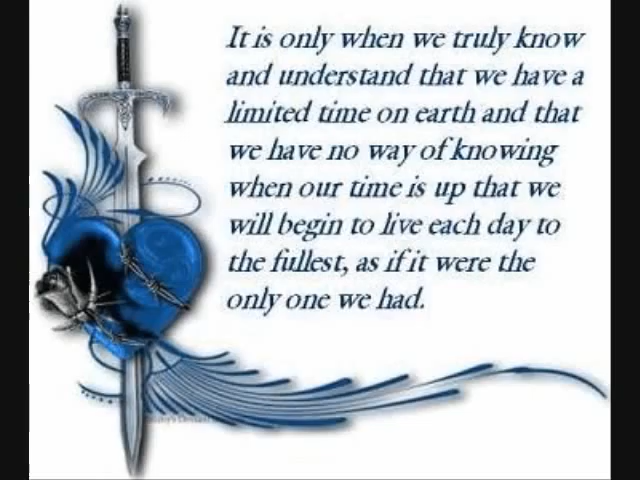 It is only when we truly know
and understand that we have a
limited time on earth and that
we have no way of knowing
when our time is up that we
will begin to live each day to
the fullest, as if it were the
only one we had.